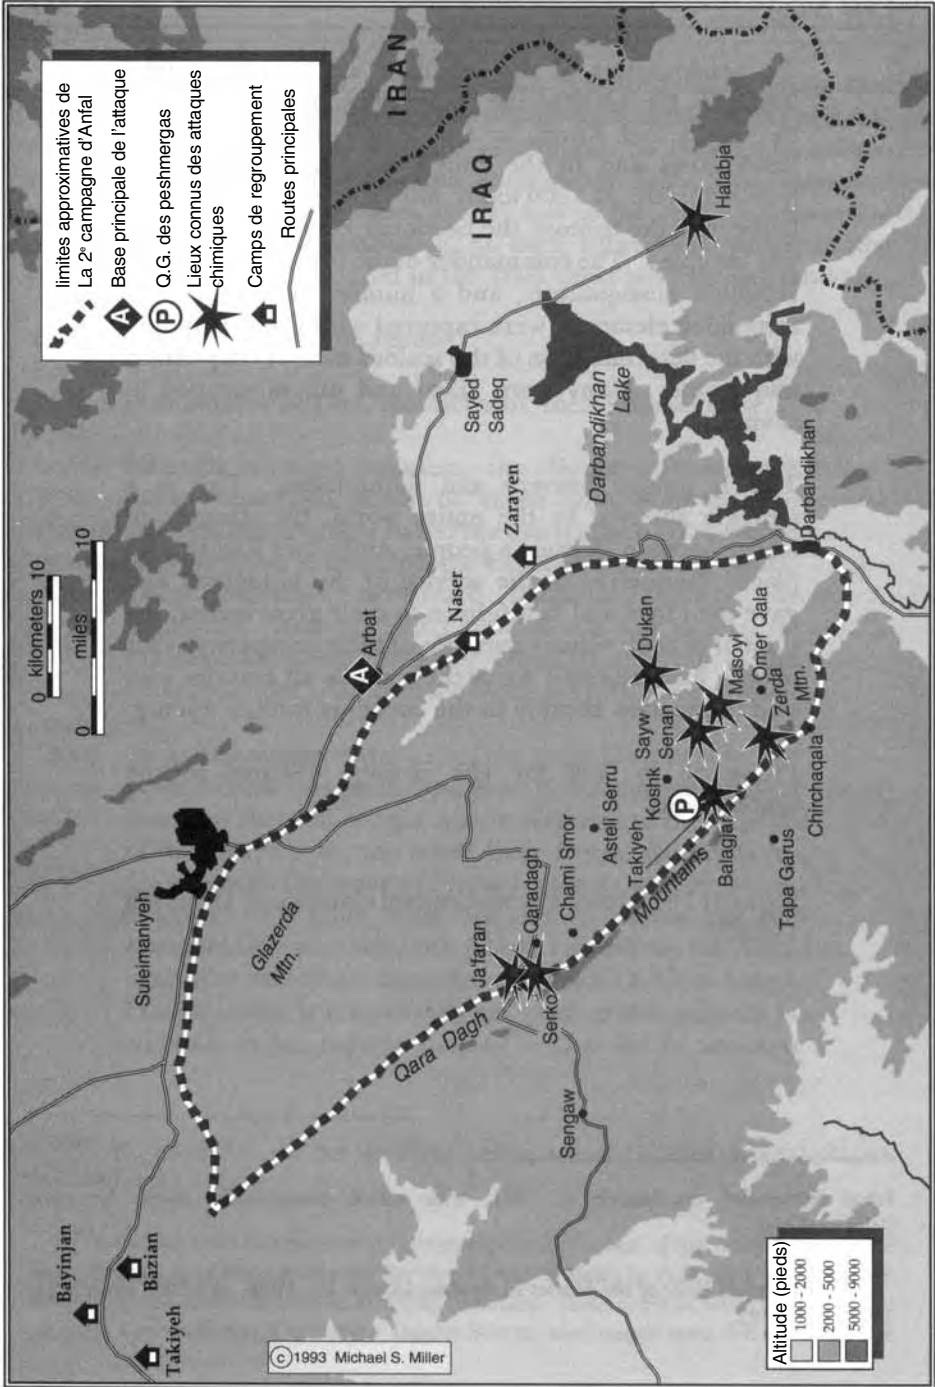 limites approximatives de
La 2e campagne d'Anfal
A
Base principale de l'attaque
P
Q.G. des peshmergas
Lieux connus des attaques
chimiques
Camps de regroupement
Routes principales
IRAN
IRAQ
0 kilometers 10
0 miles 10
Bayinjan
Bazian
Takiyeh
Suleimaniyeh
Glazerda
Mtn.
A
Arbat
Naser
Zarayen
Sayed
Sadeq
Halabja
Darbandikhan
Lake
Darbandikhan
Qara Dagh
Mountains
Ja'faran
Qaradagh
Serko
Chami Smor
Sengaw
Asteli Serru
Takiyeh
Koshk
P
Balagjar
Sayw
Senan
Dukan
Masoyi
Omer Qala
Zerda
Mtn.
Chirchaqala
Tapa Garus
Altitude (pieds)
1000 - 2000
2000 - 5000
5000 - 9000
c 1993 Michael S. Miller